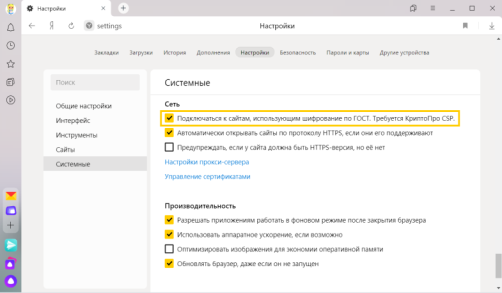 Настройки
settings
Настройки
Закладки Загрузки История Дополнения Настройки Безопасность Пароли и карты Другие устройства
Поиск
Общие настройки
Интерфейс
Инструменты
Сайты
Системные
Системные
Сеть
Подключаться к сайтам, использующим шифрование по ГОСТ. Требуется КриптоПро CSP.
Автоматически открывать сайты по протоколу HTTPS, если они его поддерживают
Предупреждать, если у сайта должна быть HTTPS-версия, но её нет
Настройки прокси-сервера
Управление сертификатами
Производительность
Разрешать приложениям работать в фоновом режиме после закрытия браузера
Использовать аппаратное ускорение, если возможно
Оптимизировать изображения для экономии оперативной памяти
Обновлять браузер, даже если он не запущен